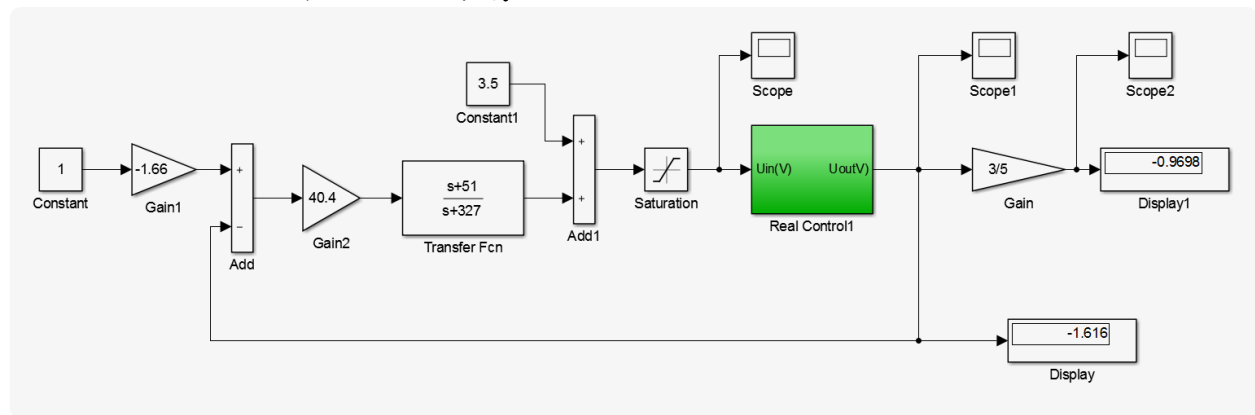 1
Constant
-1.66
Gain1
+
−
Add
40.4
Gain2
s+51
s+327
Transfer Fcn
3.5
Constant1
+
+
Add1
Saturation
Scope
Uin(V)
UoutV)
Real Control1
Scope1
3/5
Gain
Scope2
-0.9698
Display1
-1.616
Display